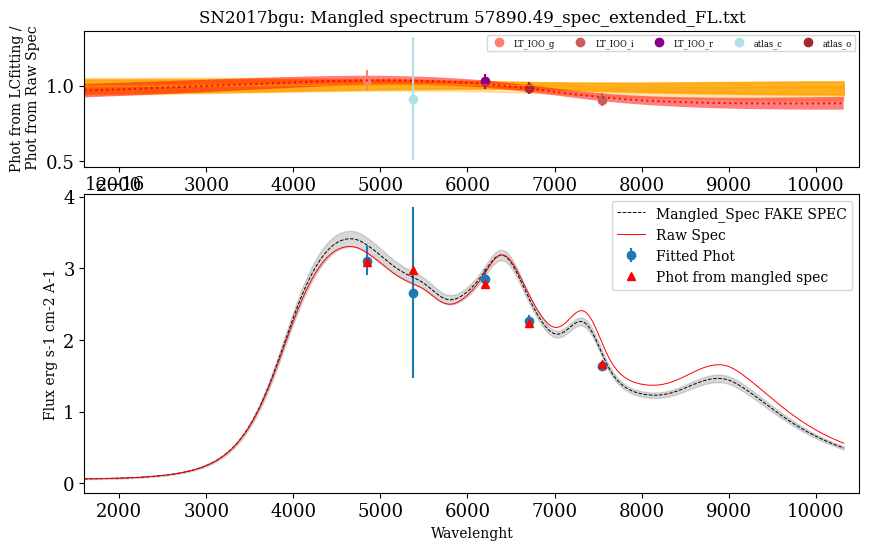 SN2017bgu: Mangled spectrum 57890.49_spec_extended_FL.txt
Phot from LCfitting /
Phot from Raw Spec
LT_IOO_g LT_IOO_i LT_IOO_r atlas_c atlas_o
1.0
0.5
2000 3000 4000 5000 6000 7000 8000 9000 10000
1e−16
Mangled_Spec FAKE SPEC
Raw Spec
Fitted Phot
Phot from mangled spec
Flux erg s-1 cm-2 A-1
4
3
2
1
0
2000 3000 4000 5000 6000 7000 8000 9000 10000
Wavelenght